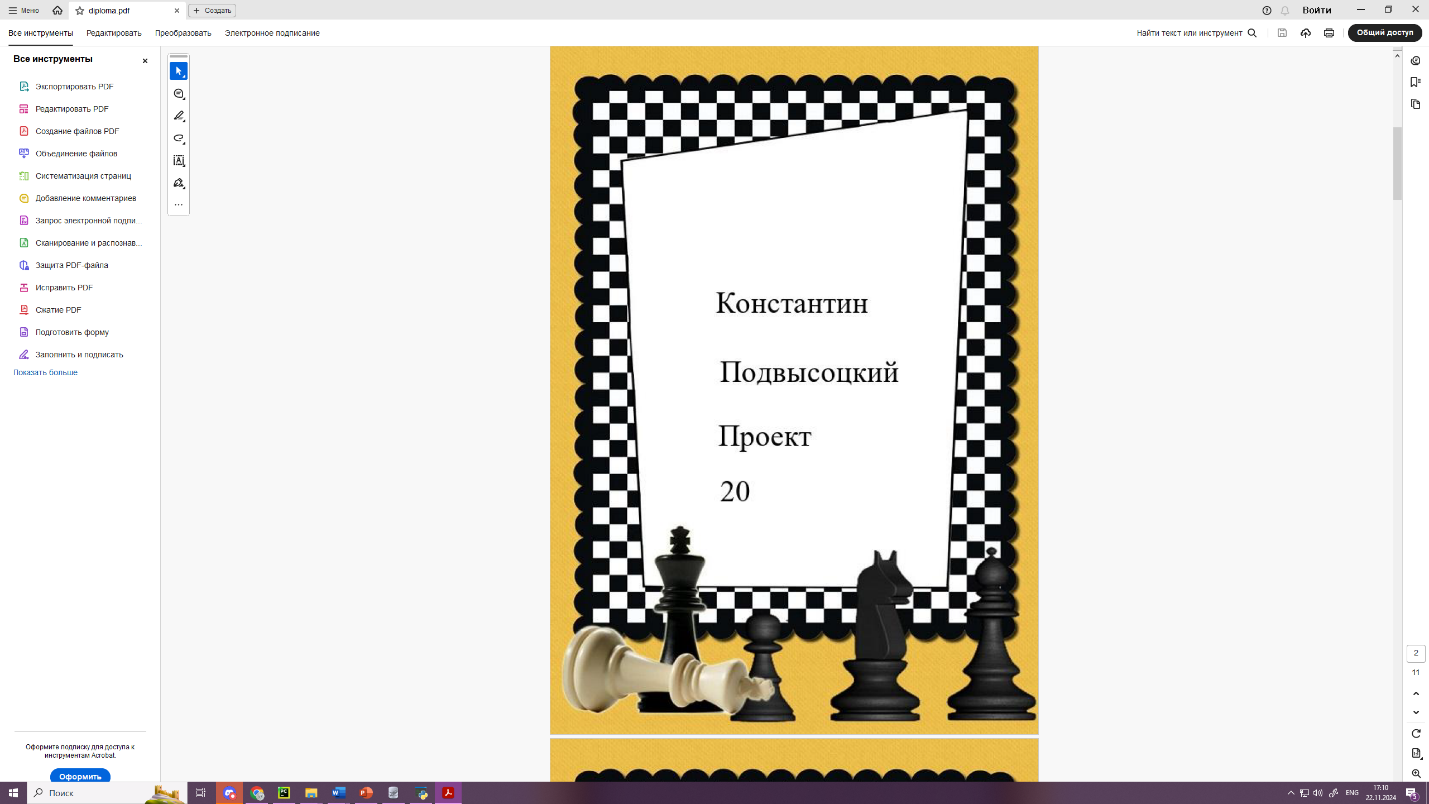 Меню
diploma.pdf
Создать
Войти
Все инструменты
Редактировать
Преобразовать
Электронное подписание
Найти текст или инструмент
Общий доступ
Все инструменты
Экспортировать PDF
Редактировать PDF
Создание файлов PDF
Объединение файлов
Систематизация страниц
Добавление комментариев
Запрос электронной подпи...
Сканирование и распознав...
Защита PDF-файла
Исправить PDF
Сжатие PDF
Подготовить форму
Заполнить и подписать
Показать больше
Оформите подписку для доступа к
инструментам Acrobat.
Оформить
Константин
Подвысоцкий
Проект
20
2
11
Поиск
ENG
17:10
22.11.2024